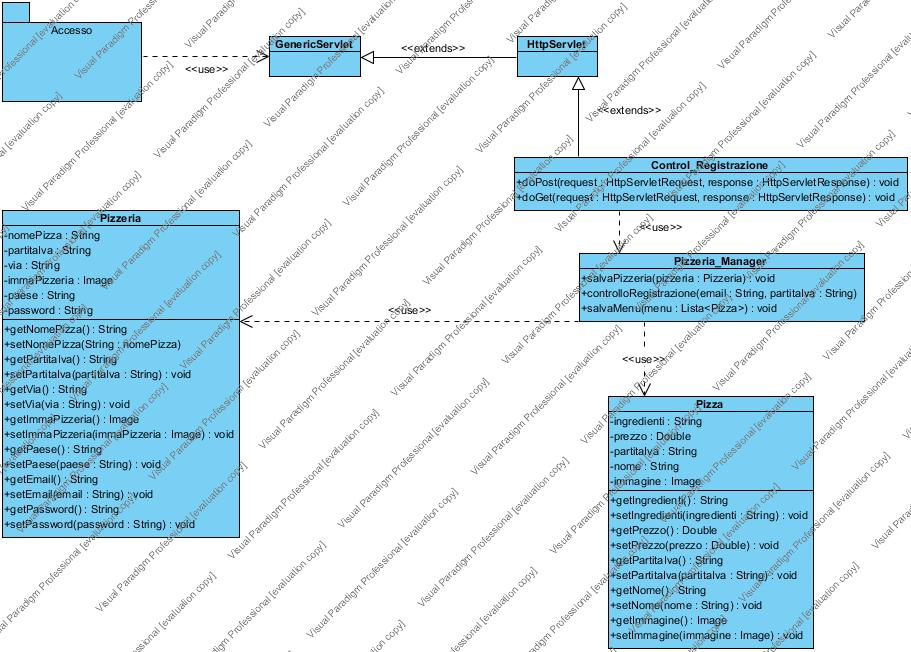 Accesso
<<use>>
GenericServlet
<<extends>>
HttpServlet
<<extends>>
Control_Registrazione
+doPost(request : HttpServletRequest, response : HttpServletResponse) : void
+doGet(request : HttpServletRequest, response : HttpServletResponse) : void
<<use>>
Pizzeria_Manager
+salvaPizzeria(pizzeria : Pizzeria) : void
+controlloRegistrazione(email : String, partitaIva : String)
+salvaMenu(menu : Lista<Pizza>) : void
<<use>>
<<use>>
Pizzeria
-nomePizza : String
-partitaIva : String
-via : String
-immaPizzeria : Image
-paese : String
-password : String
+getNomePizza() : String
+setNomePizza(String : nomePizza)
+getPartitaIva() : String
+setPartitaIva(partitaIva : String) : void
+getVia() : String
+setVia(via : String) : void
+getImmaPizzeria() : Image
+setImmaPizzeria(immaPizzeria : Image) : void
+getPaese() : String
+setPaese(paese : String) : void
+getEmail() : String
+setEmail(email : String) : void
+getPassword() : String
+setPassword(password : String) : void
Pizza
-ingredienti : String
-prezzo : Double
-partitaIva : String
-nome : String
-immagine : Image
+getIngredienti() : String
+setIngredienti(ingredienti : String) : void
+getPrezzo() : Double
+setPrezzo(prezzo : Double) : void
+getPartitaIva() : String
+setPartitaIva(partitaIva : String) : void
+getNome() : String
+setNome(nome : String) : void
+getImmagine() : Image
+setImmagine(immagine : Image) : void
Visual Paradigm Professional [evaluation copy]